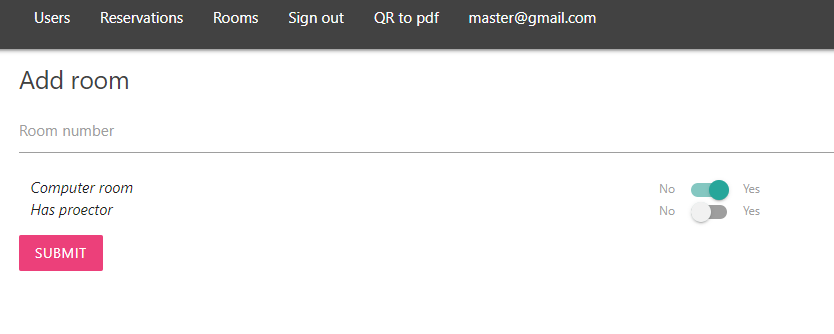 Users Reservations Rooms Sign out QR to pdf master@gmail.com
Add room
Room number
Computer room No Yes
Has proector No Yes
SUBMIT